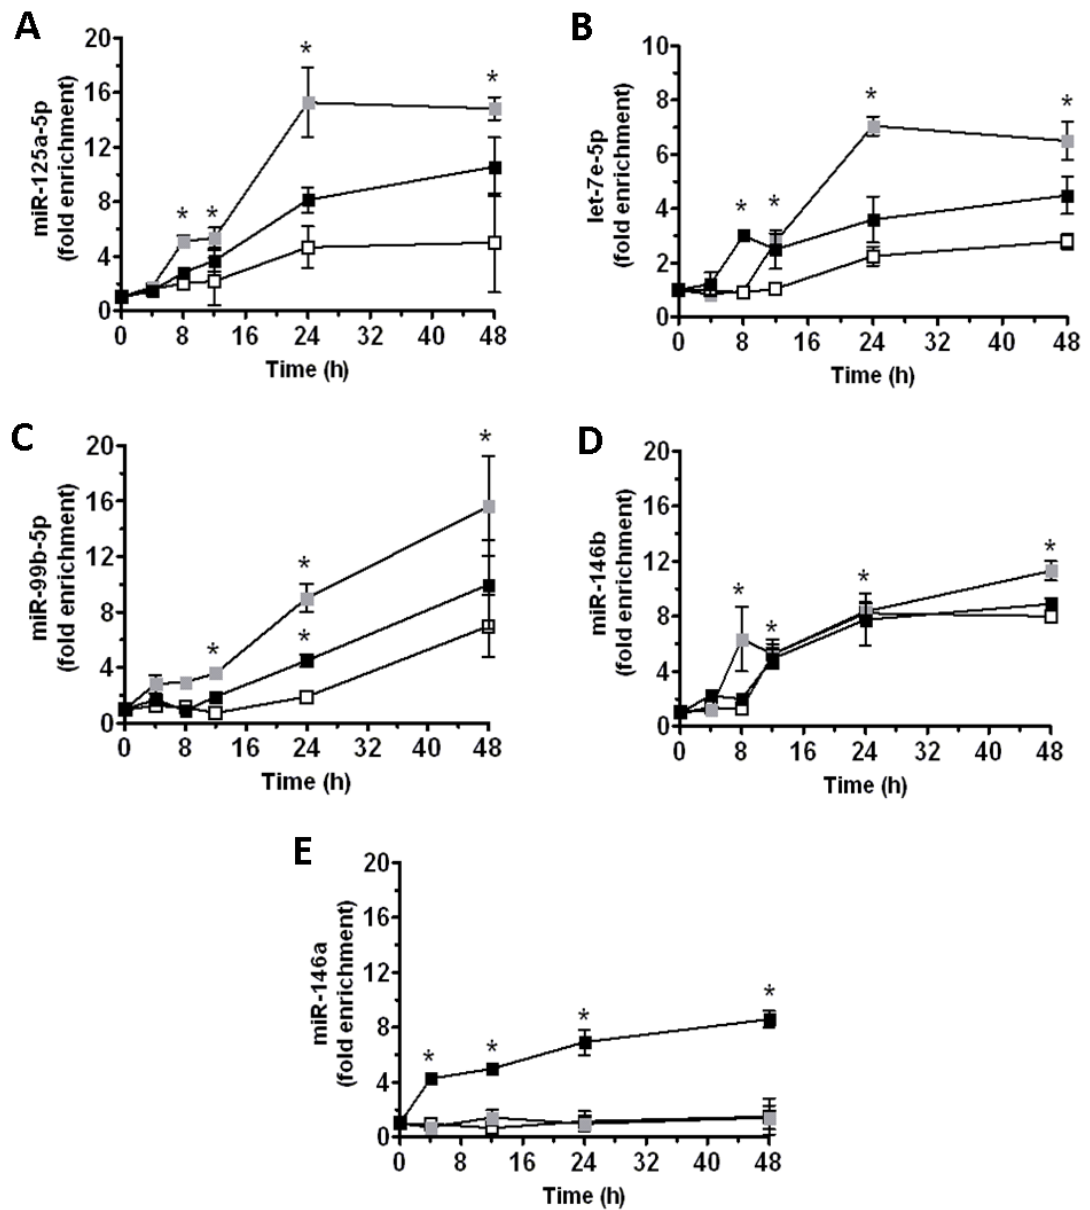 A
miR-125a-5p
(fold enrichment)
20
16
12
8
4
0
* * * *
0 8 16 24 32 40 48
Time (h)
B
let-7e-5p
(fold enrichment)
10
8
6
4
2
0
* * * *
0 8 16 24 32 40 48
Time (h)
C
miR-99b-5p
(fold enrichment)
20
16
12
8
4
0
* * * *
0 8 16 24 32 40 48
Time (h)
D
miR-146b
(fold enrichment)
20
16
12
8
4
0
* * * *
0 8 16 24 32 40 48
Time (h)
E
miR-146a
(fold enrichment)
20
16
12
8
4
0
* * * *
0 8 16 24 32 40 48
Time (h)